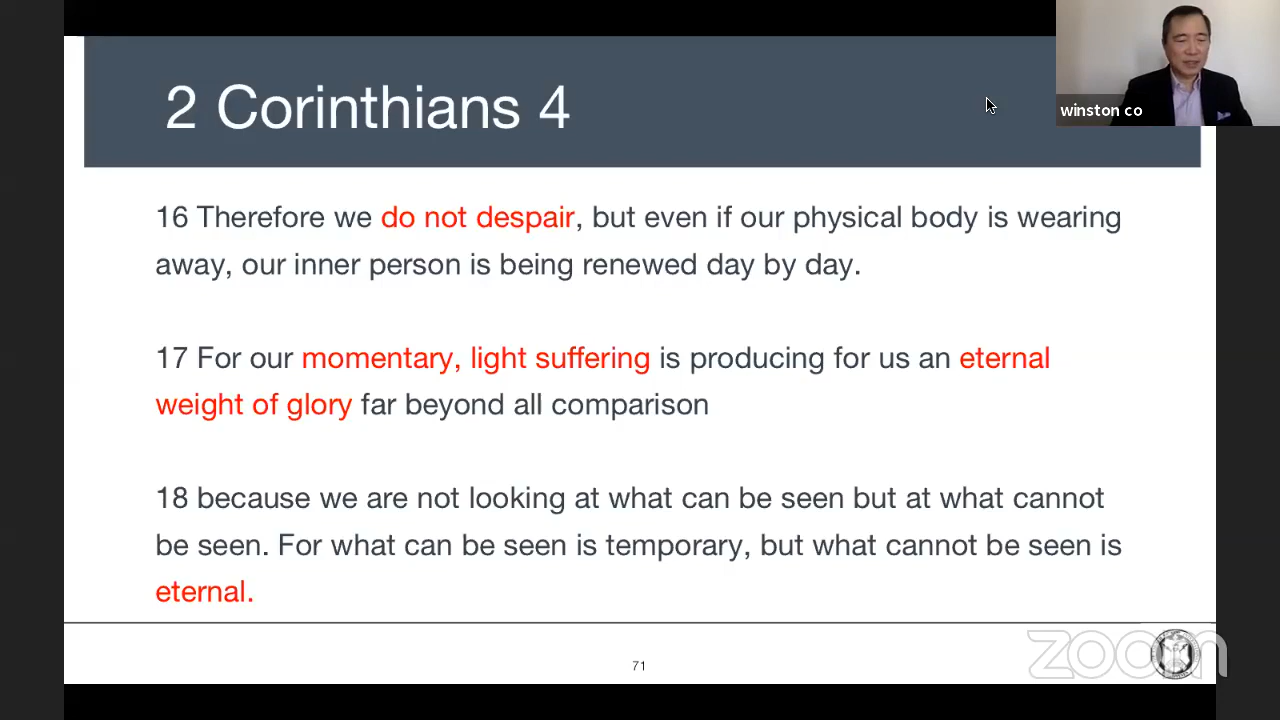 2 Corinthians 4
winston co
16 Therefore we do not despair, but even if our physical body is wearing
away, our inner person is being renewed day by day.
17 For our momentary, light suffering is producing for us an eternal
weight of glory far beyond all comparison
18 because we are not looking at what can be seen but at what cannot
be seen. For what can be seen is temporary, but what cannot be seen is
eternal.
71
zoom